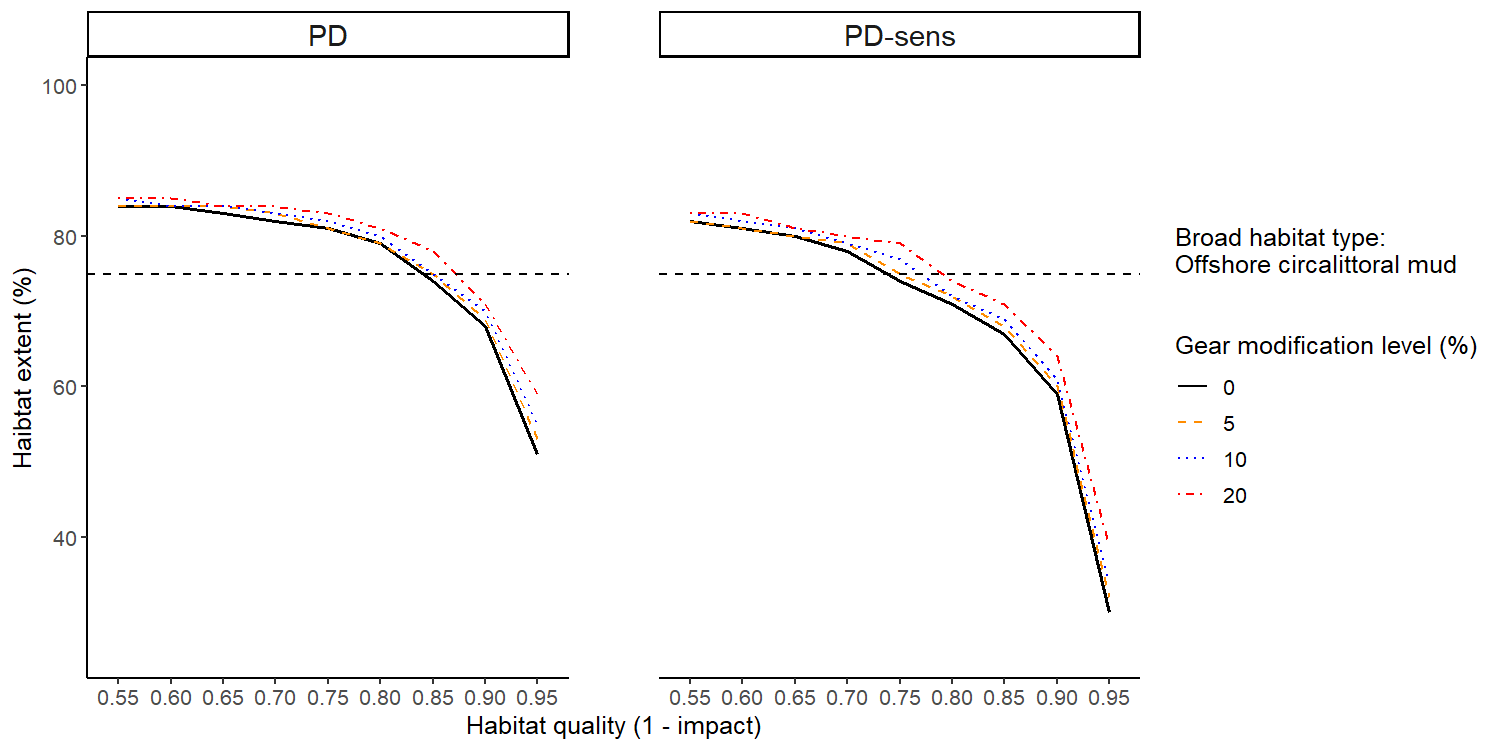 PD
PD-sens
100
80
60
40
Haibtat extent (%)
0.55 0.60 0.65 0.70 0.75 0.80 0.85 0.90 0.95
0.55 0.60 0.65 0.70 0.75 0.80 0.85 0.90 0.95
Habitat quality (1 - impact)
Broad habitat type:
Offshore circalittoral mud
Gear modification level (%)
0
5
10
20